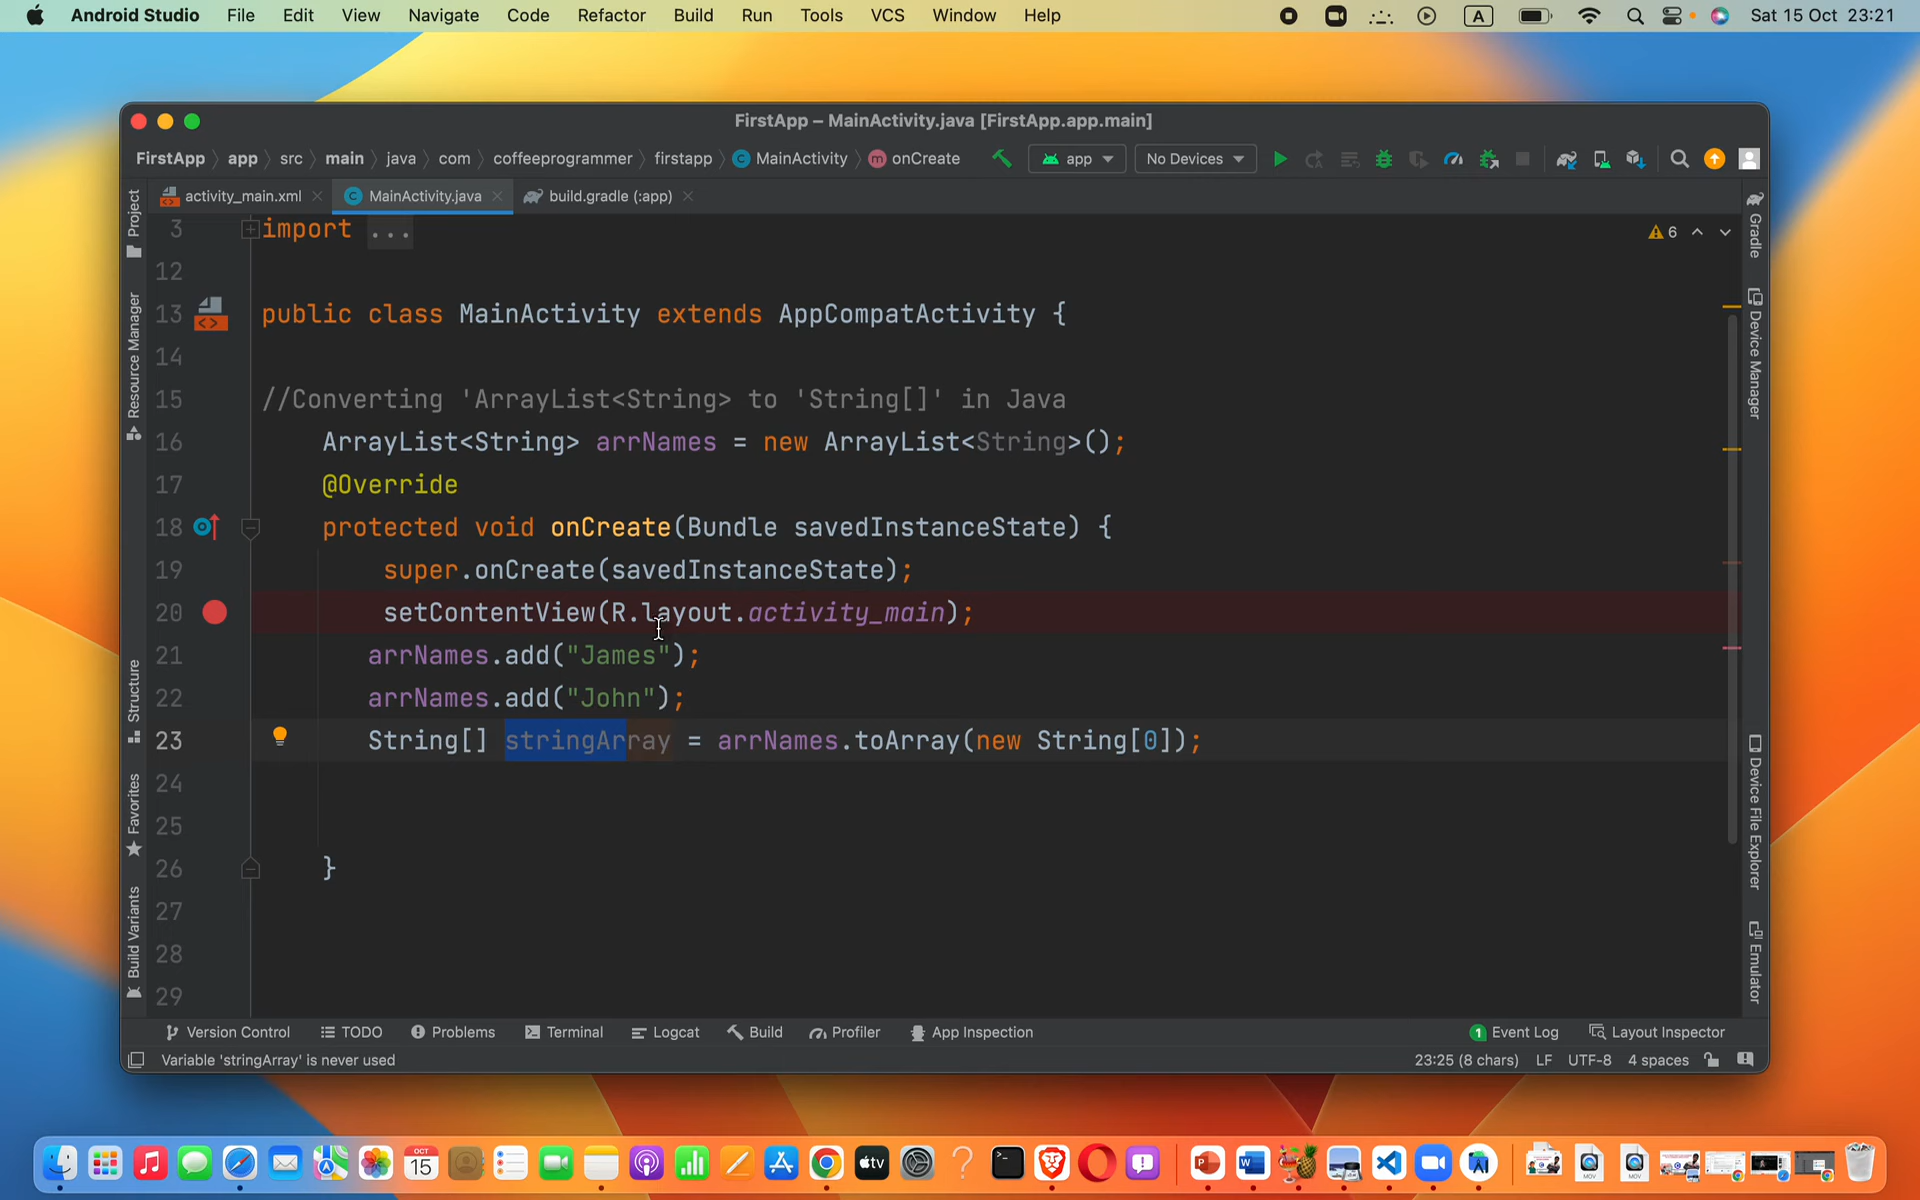 Android Studio File Edit View Navigate Code Refactor Build Run Tools VCS Window Help A Sat 15 Oct 23:21
FirstApp – MainActivity.java [FirstApp.app.main]
FirstApp app src main java com coffeeprogrammer firstapp C MainActivity m onCreate app No Devices
activity_main.xml C MainActivity.java build.gradle (:app)
Project
Resource Manager
Structure
Favorites
Build Variants
3 import ...
6
12
13 public class MainActivity extends AppCompatActivity {
14
15 //Converting 'ArrayList<String> to 'String[]' in Java
16 ArrayList<String> arrNames = new ArrayList<String>();
17 @Override
18 protected void onCreate(Bundle savedInstanceState) {
19 super.onCreate(savedInstanceState);
20 setContentView(R.layout.activity_main);
21 arrNames.add("James");
22 arrNames.add("John");
23 String[] stringArray = arrNames.toArray(new String[0]);
24
25
26 }
27
28
29
Gradle
Device Manager
Device File Explorer
Emulator
Version Control TODO Problems Terminal Logcat Build Profiler App Inspection 1 Event Log Layout Inspector
Variable 'stringArray' is never used 23:25 (8 chars) LF UTF-8 4 spaces
OCT
15
tv
P
W
MOV
MOV